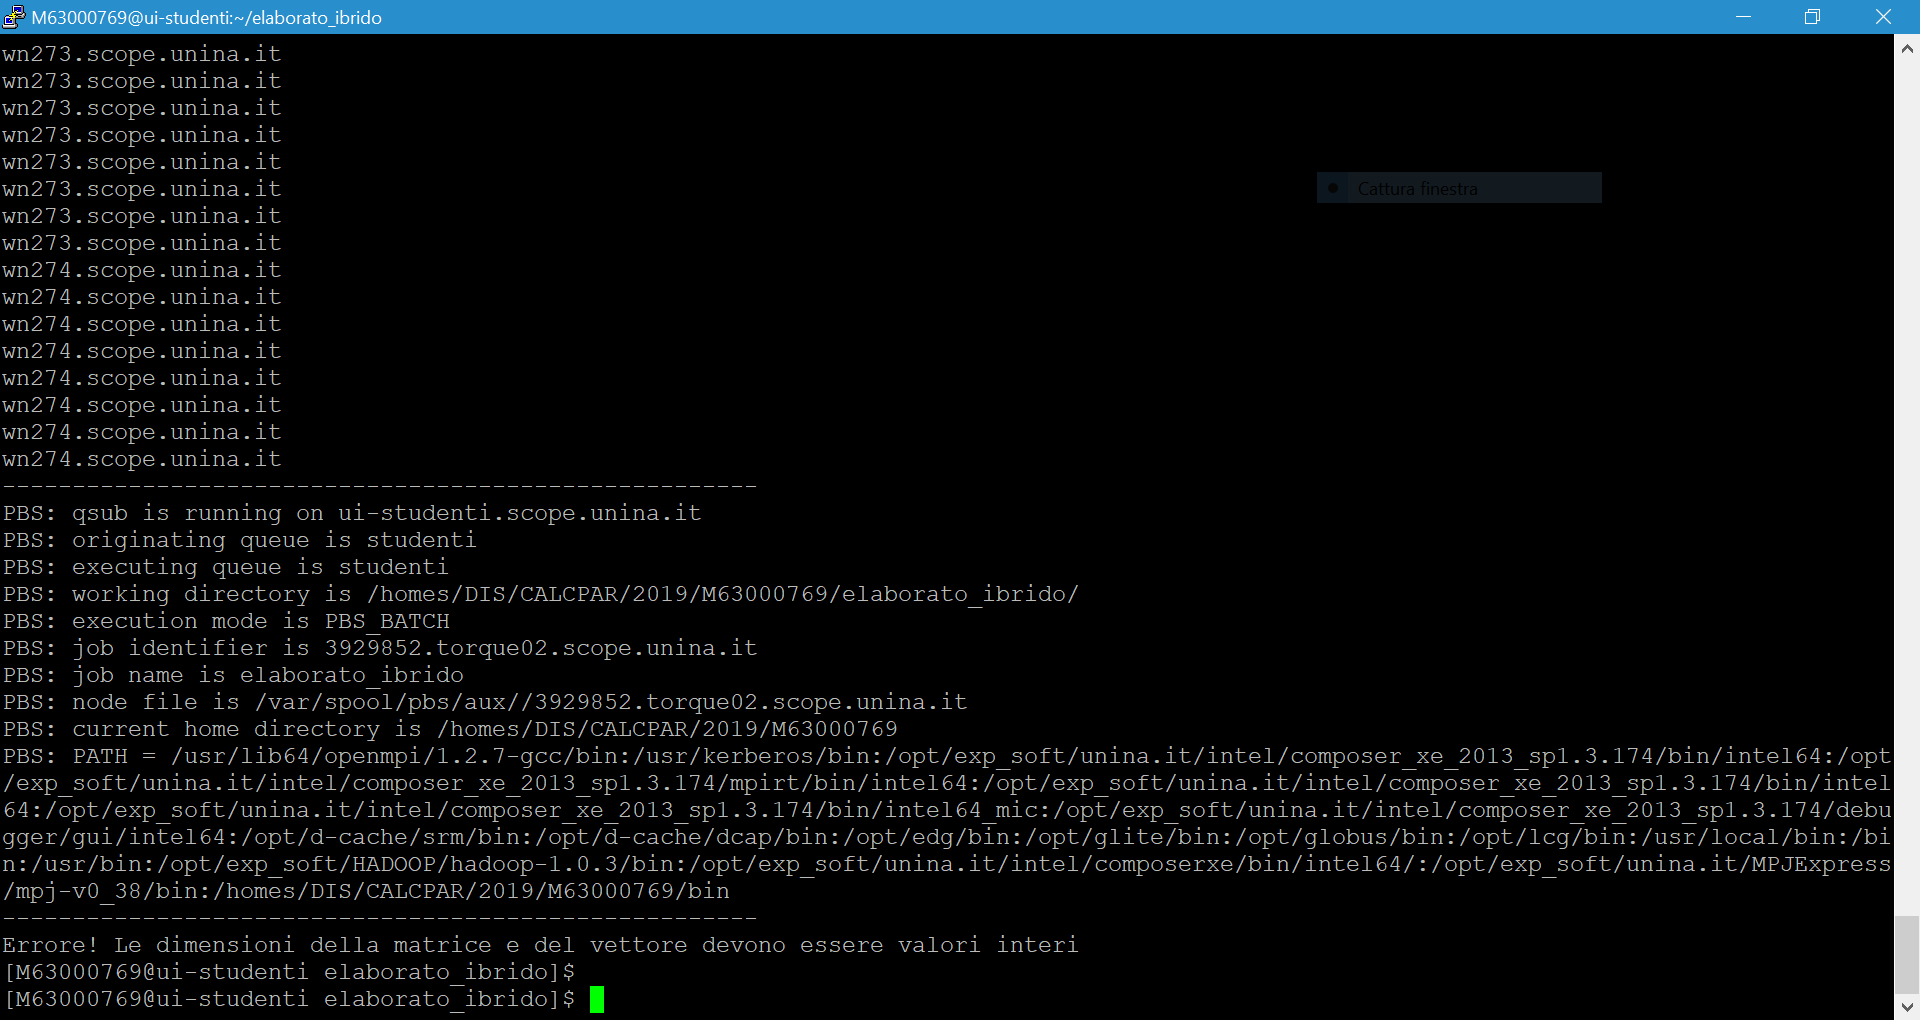 M63000769@ui-studenti:~/elaborato_ibrido
wn273.scope.unina.it
wn273.scope.unina.it
wn273.scope.unina.it
wn273.scope.unina.it
wn273.scope.unina.it
wn273.scope.unina.it
Cattura finestra
wn273.scope.unina.it
wn273.scope.unina.it
wn274.scope.unina.it
wn274.scope.unina.it
wn274.scope.unina.it
wn274.scope.unina.it
wn274.scope.unina.it
wn274.scope.unina.it
wn274.scope.unina.it
wn274.scope.unina.it
------------------------------------------------------
PBS: qsub is running on ui-studenti.scope.unina.it
PBS: originating queue is studenti
PBS: executing queue is studenti
PBS: working directory is /homes/DIS/CALCPAR/2019/M63000769/elaborato_ibrido/
PBS: execution mode is PBS_BATCH
PBS: job identifier is 3929852.torque02.scope.unina.it
PBS: job name is elaborato_ibrido
PBS: node file is /var/spool/pbs/aux//3929852.torque02.scope.unina.it
PBS: current home directory is /homes/DIS/CALCPAR/2019/M63000769
PBS: PATH = /usr/lib64/openmpi/1.2.7-gcc/bin:/usr/kerberos/bin:/opt/exp_soft/unina.it/intel/composer_xe_2013_sp1.3.174/bin/intel64:/opt
/exp_soft/unina.it/intel/composer_xe_2013_sp1.3.174/mpirt/bin/intel64:/opt/exp_soft/unina.it/intel/composer_xe_2013_sp1.3.174/bin/intel
64:/opt/exp_soft/unina.it/intel/composer_xe_2013_sp1.3.174/bin/intel64_mic:/opt/exp_soft/unina.it/intel/composer_xe_2013_sp1.3.174/debu
gger/gui/intel64:/opt/d-cache/srm/bin:/opt/d-cache/dcap/bin:/opt/edg/bin:/opt/glite/bin:/opt/globus/bin:/opt/lcg/bin:/usr/local/bin:/bi
n:/usr/bin:/opt/exp_soft/HADOOP/hadoop-1.0.3/bin:/opt/exp_soft/unina.it/intel/composerxe/bin/intel64/:/opt/exp_soft/unina.it/MPJExpress
/mpj-v0_38/bin:/homes/DIS/CALCPAR/2019/M63000769/bin
------------------------------------------------------
Errore! Le dimensioni della matrice e del vettore devono essere valori interi
[M63000769@ui-studenti elaborato_ibrido]$
[M63000769@ui-studenti elaborato_ibrido]$